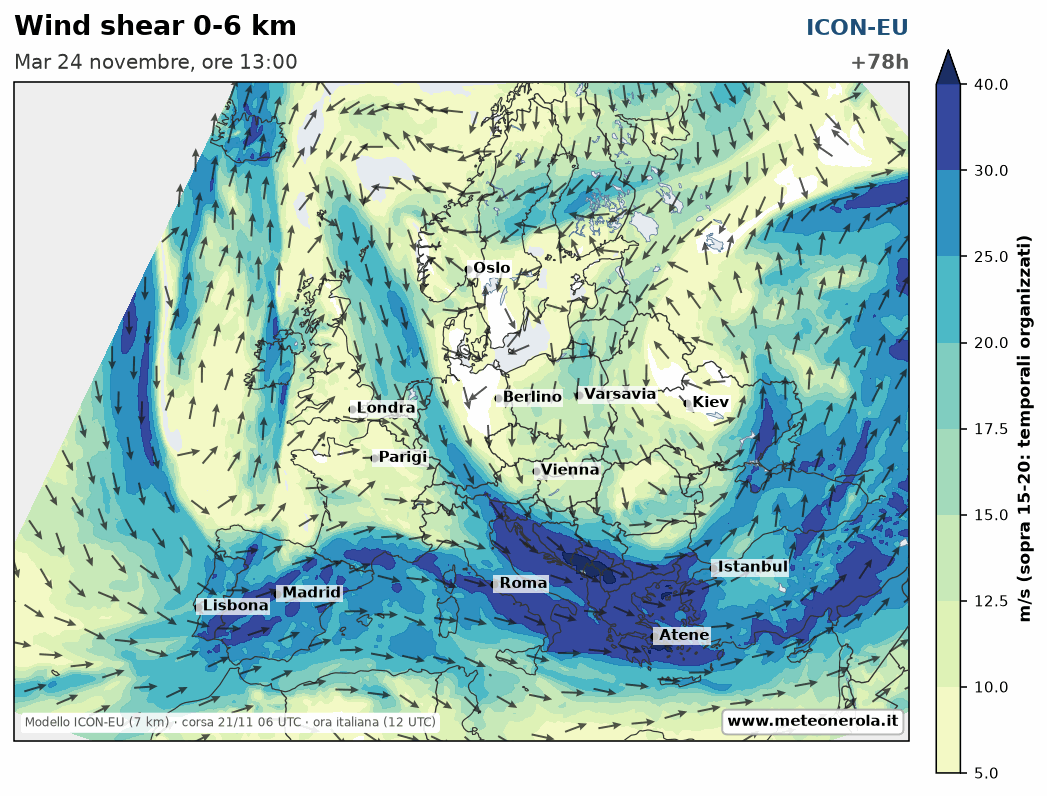 Wind shear 0-6 km
ICON-EU
Mar 24 novembre, ore 13:00
+78h
40.0
30.0
25.0
20.0
17.5
15.0
12.5
10.0
5.0
m/s (sopra 15-20: temporali organizzati)
Oslo
Londra
Berlino
Varsavia
Kiev
Parigi
Vienna
Istanbul
Roma
Madrid
Lisbona
Atene
Modello ICON-EU (7 km) · corsa 21/11 06 UTC · ora italiana (12 UTC)
www.meteonerola.it